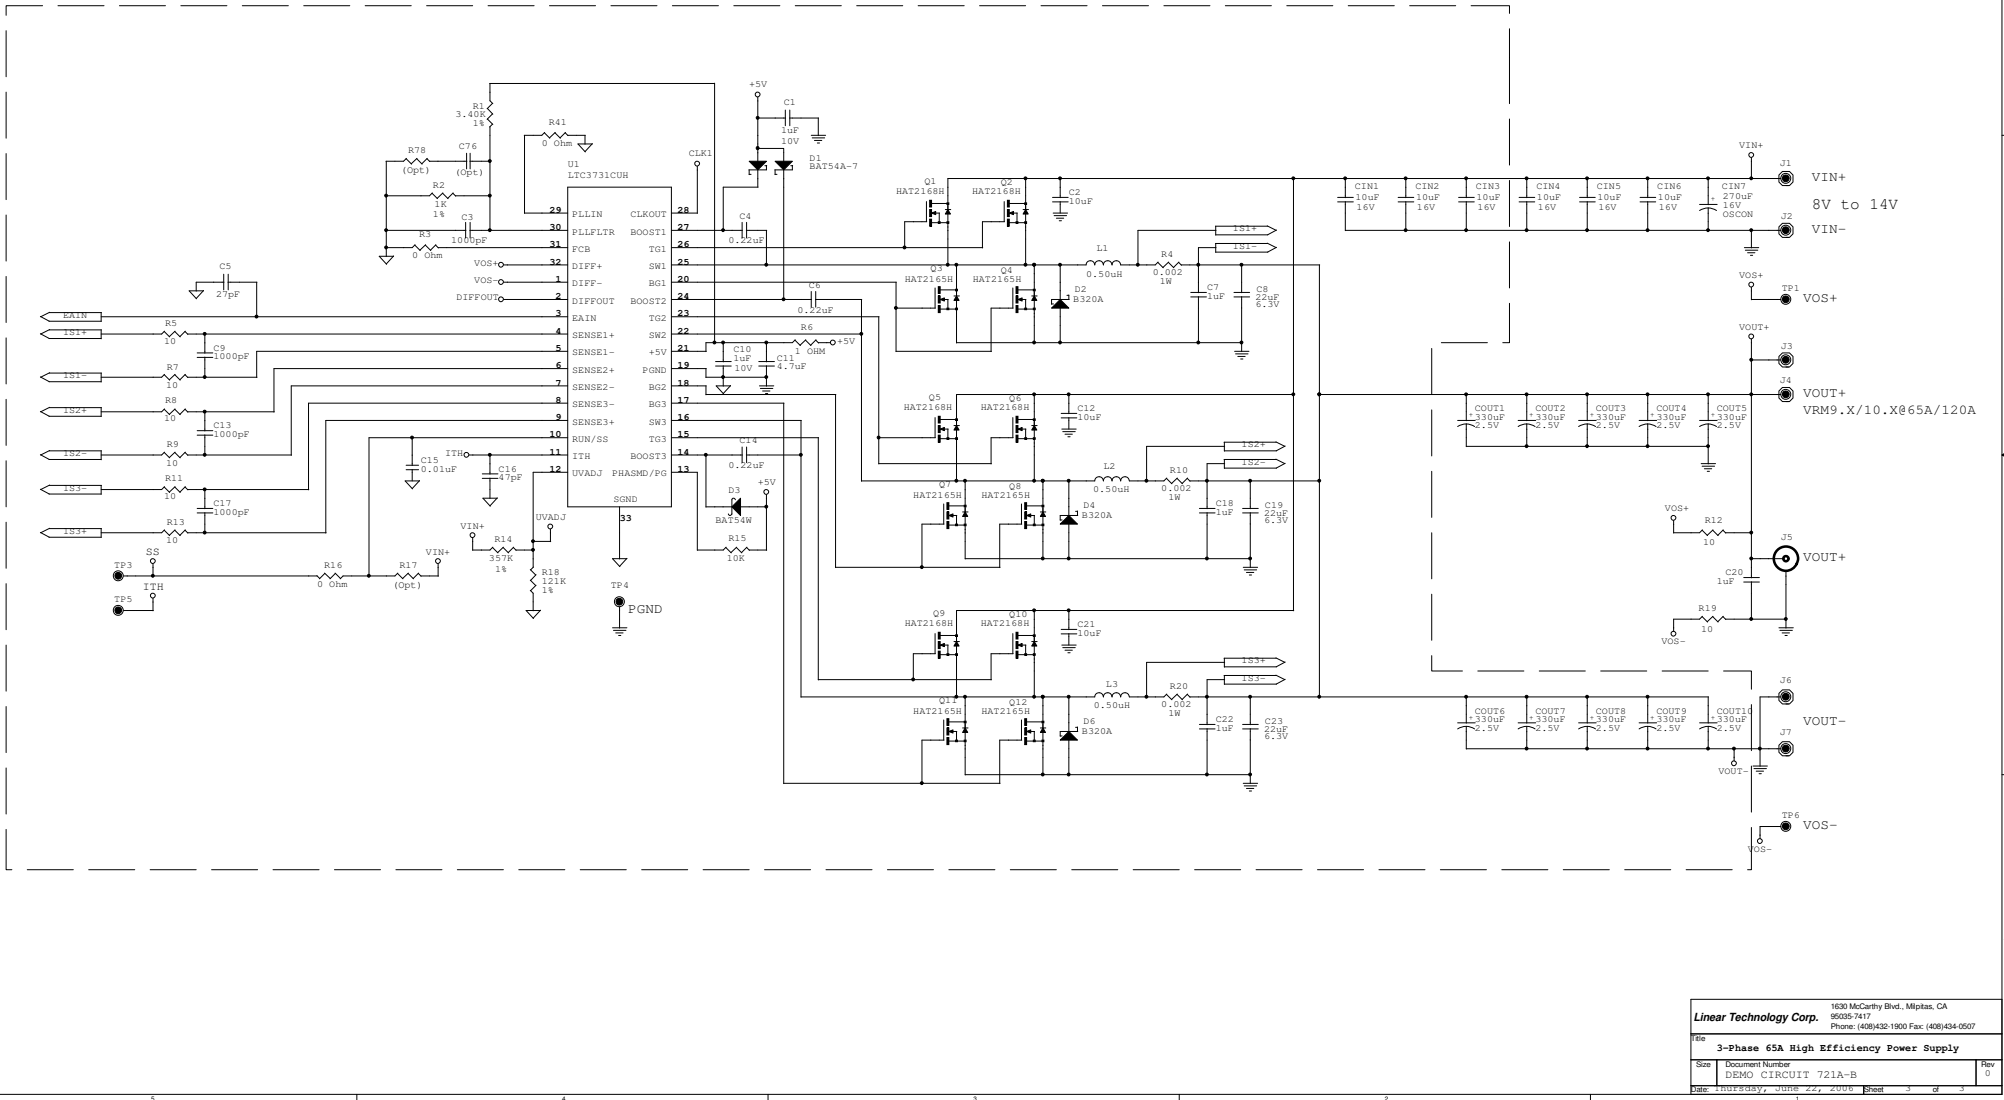 +5V
C1
1uF
10V
R1
3.40K
1%
R41
0 Ohm
R78
(Opt)
C76
(Opt)
R2
1K
1%
C3
1000pF
R3
0 Ohm
U1
LTC3731CUH
CLK1
D1
BAT54A-7
29 PLLIN
30 PLLFLTR
31 FCB
32 DIFF+
1 DIFF-
2 DIFFOUT
3 EAIN
4 SENSE1+
5 SENSE1-
6 SENSE2+
7 SENSE2-
8 SENSE3-
9 SENSE3+
10 RUN/SS
11 ITH
12 UVADJ
CLKOUT 28
BOOST1 27
TG1 26
SW1 25
BG1 20
BOOST2 24
TG2 23
SW2 22
+5V 21
PGND 19
BG2 18
BG3 17
SW3 16
TG3 15
BOOST3 14
PHASMD/PG 13
SGND
33
VOS+
VOS-
DIFFOUT
C5
27pF
EAIN
IS1+
R5
10
C9
1000pF
IS1-
R7
10
IS2+
R8
10
C13
1000pF
IS2-
R9
10
IS3-
R11
10
C17
1000pF
IS3+
R13
10
C15
0.01uF
ITH
C16
47pF
UVADJ
VIN+
R14
357K
1%
R18
121K
1%
SS
TP3
ITH
TP5
R16
0 Ohm
R17
(Opt)
VIN+
TP4
PGND
C4
0.22uF
C6
0.22uF
R6
1 OHM
+5V
C10
1uF
10V
C11
4.7uF
C14
0.22uF
D3
BAT54W
+5V
R15
10K
Q1
HAT2168H
Q2
HAT2168H
C2
10uF
Q3
HAT2165H
Q4
HAT2165H
D2
B320A
L1
0.50uH
IS1+
IS1-
R4
0.002
1W
C7
1uF
C8
22uF
6.3V
Q5
HAT2168H
Q6
HAT2168H
C12
10uF
Q7
HAT2165H
Q8
HAT2165H
D4
B320A
L2
0.50uH
IS2+
IS2-
R10
0.002
1W
C18
1uF
C19
22uF
6.3V
Q9
HAT2168H
Q10
HAT2168H
C21
10uF
Q11
HAT2165H
Q12
HAT2165H
D6
B320A
L3
0.50uH
IS3+
IS3-
R20
0.002
1W
C22
1uF
C23
22uF
6.3V
CIN1
10uF
16V
CIN2
10uF
16V
CIN3
10uF
16V
CIN4
10uF
16V
CIN5
10uF
16V
CIN6
10uF
16V
CIN7
270uF
16V
OSCON
VIN+
J1
VIN+
8V to 14V
J2
VIN-
VOS+
TP1
VOS+
VOUT+
J3
J4
VOUT+
VRM9.X/10.X@65A/120A
COUT1
330uF
2.5V
COUT2
330uF
2.5V
COUT3
330uF
2.5V
COUT4
330uF
2.5V
COUT5
330uF
2.5V
VOS+
R12
10
J5
VOUT+
C20
1uF
R19
10
VOS-
COUT6
330uF
2.5V
COUT7
330uF
2.5V
COUT8
330uF
2.5V
COUT9
330uF
2.5V
COUT10
330uF
2.5V
J6
VOUT-
J7
VOUT-
TP6
VOS-
VOS-
Linear Technology Corp.
1630 McCarthy Blvd., Milpitas, CA
95035-7417
Phone: (408)432-1900 Fax: (408)434-0507
Title
3-Phase 65A High Efficiency Power Supply
Size Document Number Rev
DEMO CIRCUIT 721A-B 0
Date: Thursday, June 22, 2006 Sheet 3 of 3
5 4 3 2 1